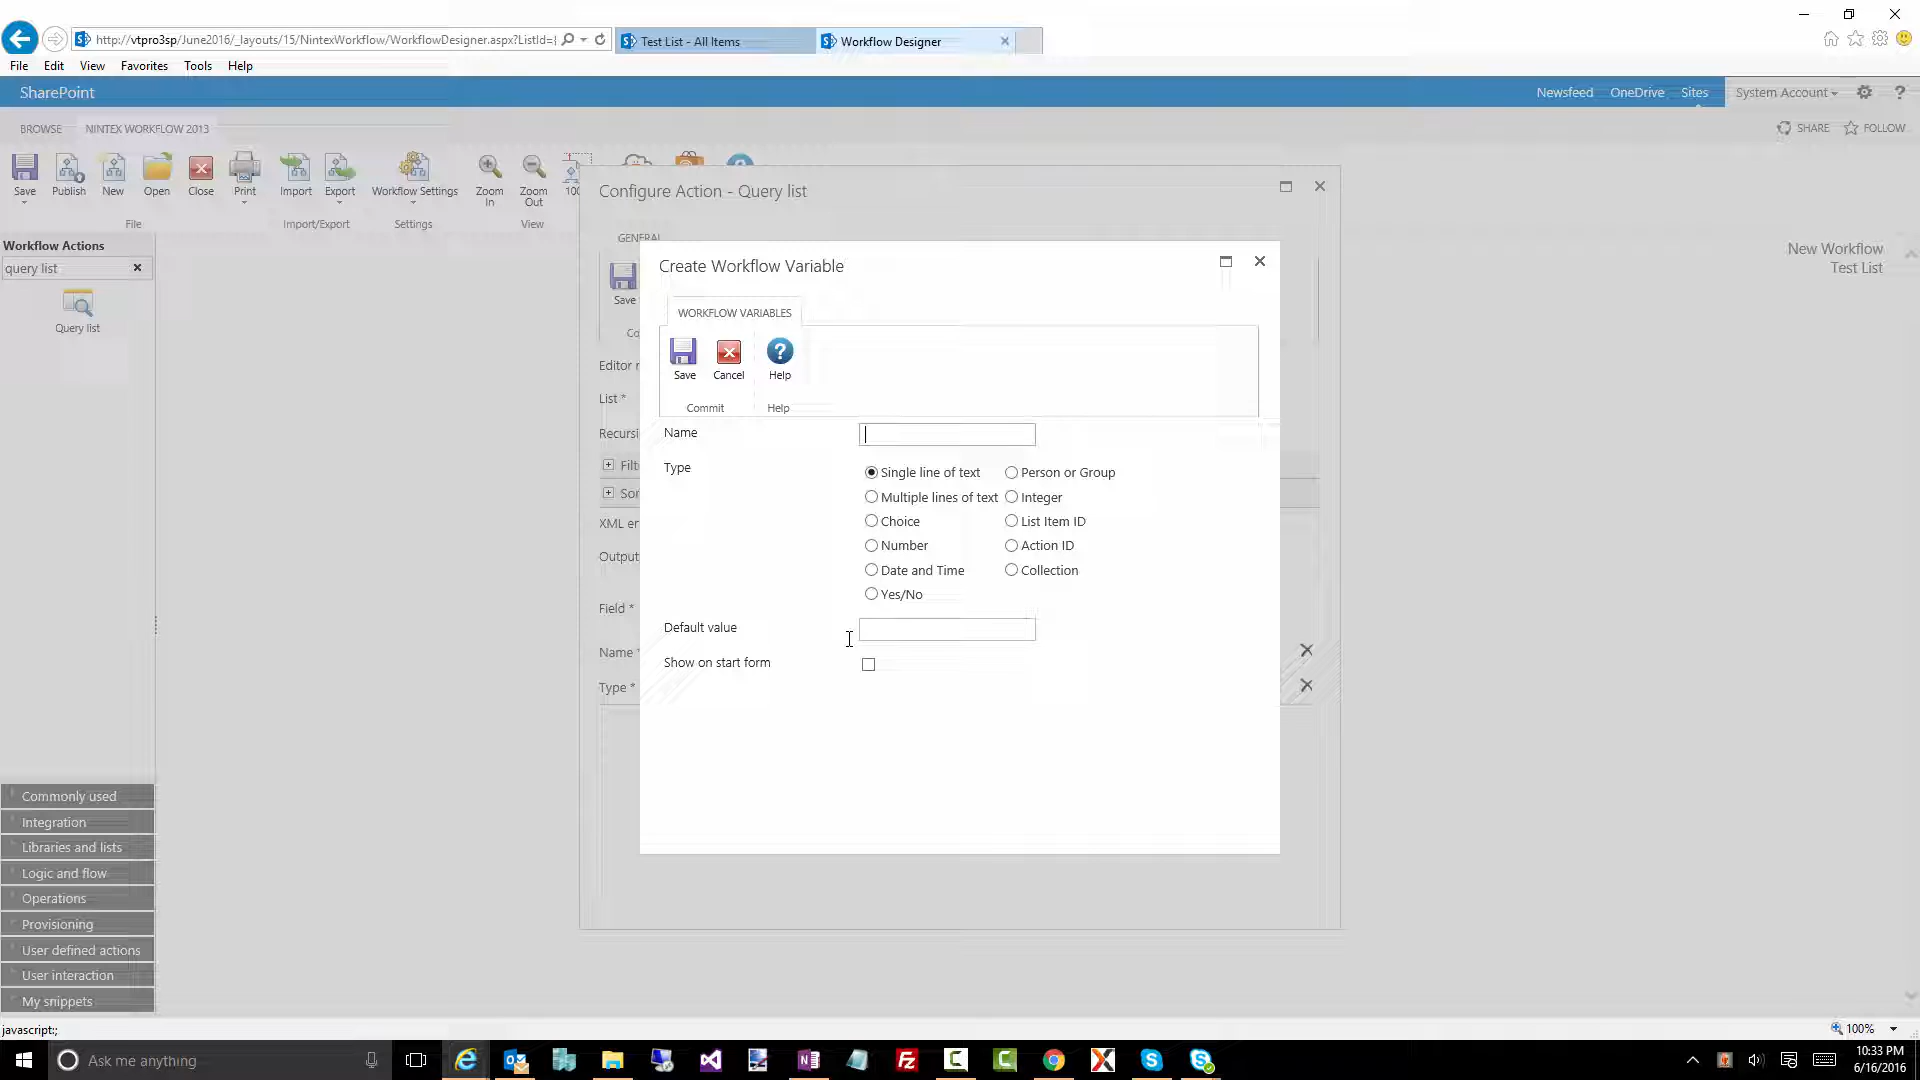 http://vtpro3sp/June2016/_layouts/15/NintexWorkflow/WorkflowDesigner.aspx?ListId={
Test List - All Items
Workflow Designer
File Edit View Favorites Tools Help
SharePoint
Newsfeed OneDrive Sites System Account ?
BROWSE NINTEX WORKFLOW 2013
SHARE FOLLOW
Save Publish New Open Close Print Import Export Workflow Settings Zoom In Zoom Out 100
File Import/Export Settings View
Configure Action - Query list
GENERAL
Workflow Actions
query list
Query list
New Workflow
Test List
Save
Editor
List *
Recursi
Filt
Sor
XML er
Output
Field *
Name *
Type *
Create Workflow Variable
WORKFLOW VARIABLES
Save Cancel Help
Commit Help
Name
Type
Single line of text Person or Group
Multiple lines of text Integer
Choice List Item ID
Number Action ID
Date and Time Collection
Yes/No
Default value
Show on start form
Commonly used
Integration
Libraries and lists
Logic and flow
Operations
Provisioning
User defined actions
User interaction
My snippets
javascript:;
100%
Ask me anything
10:33 PM
6/16/2016